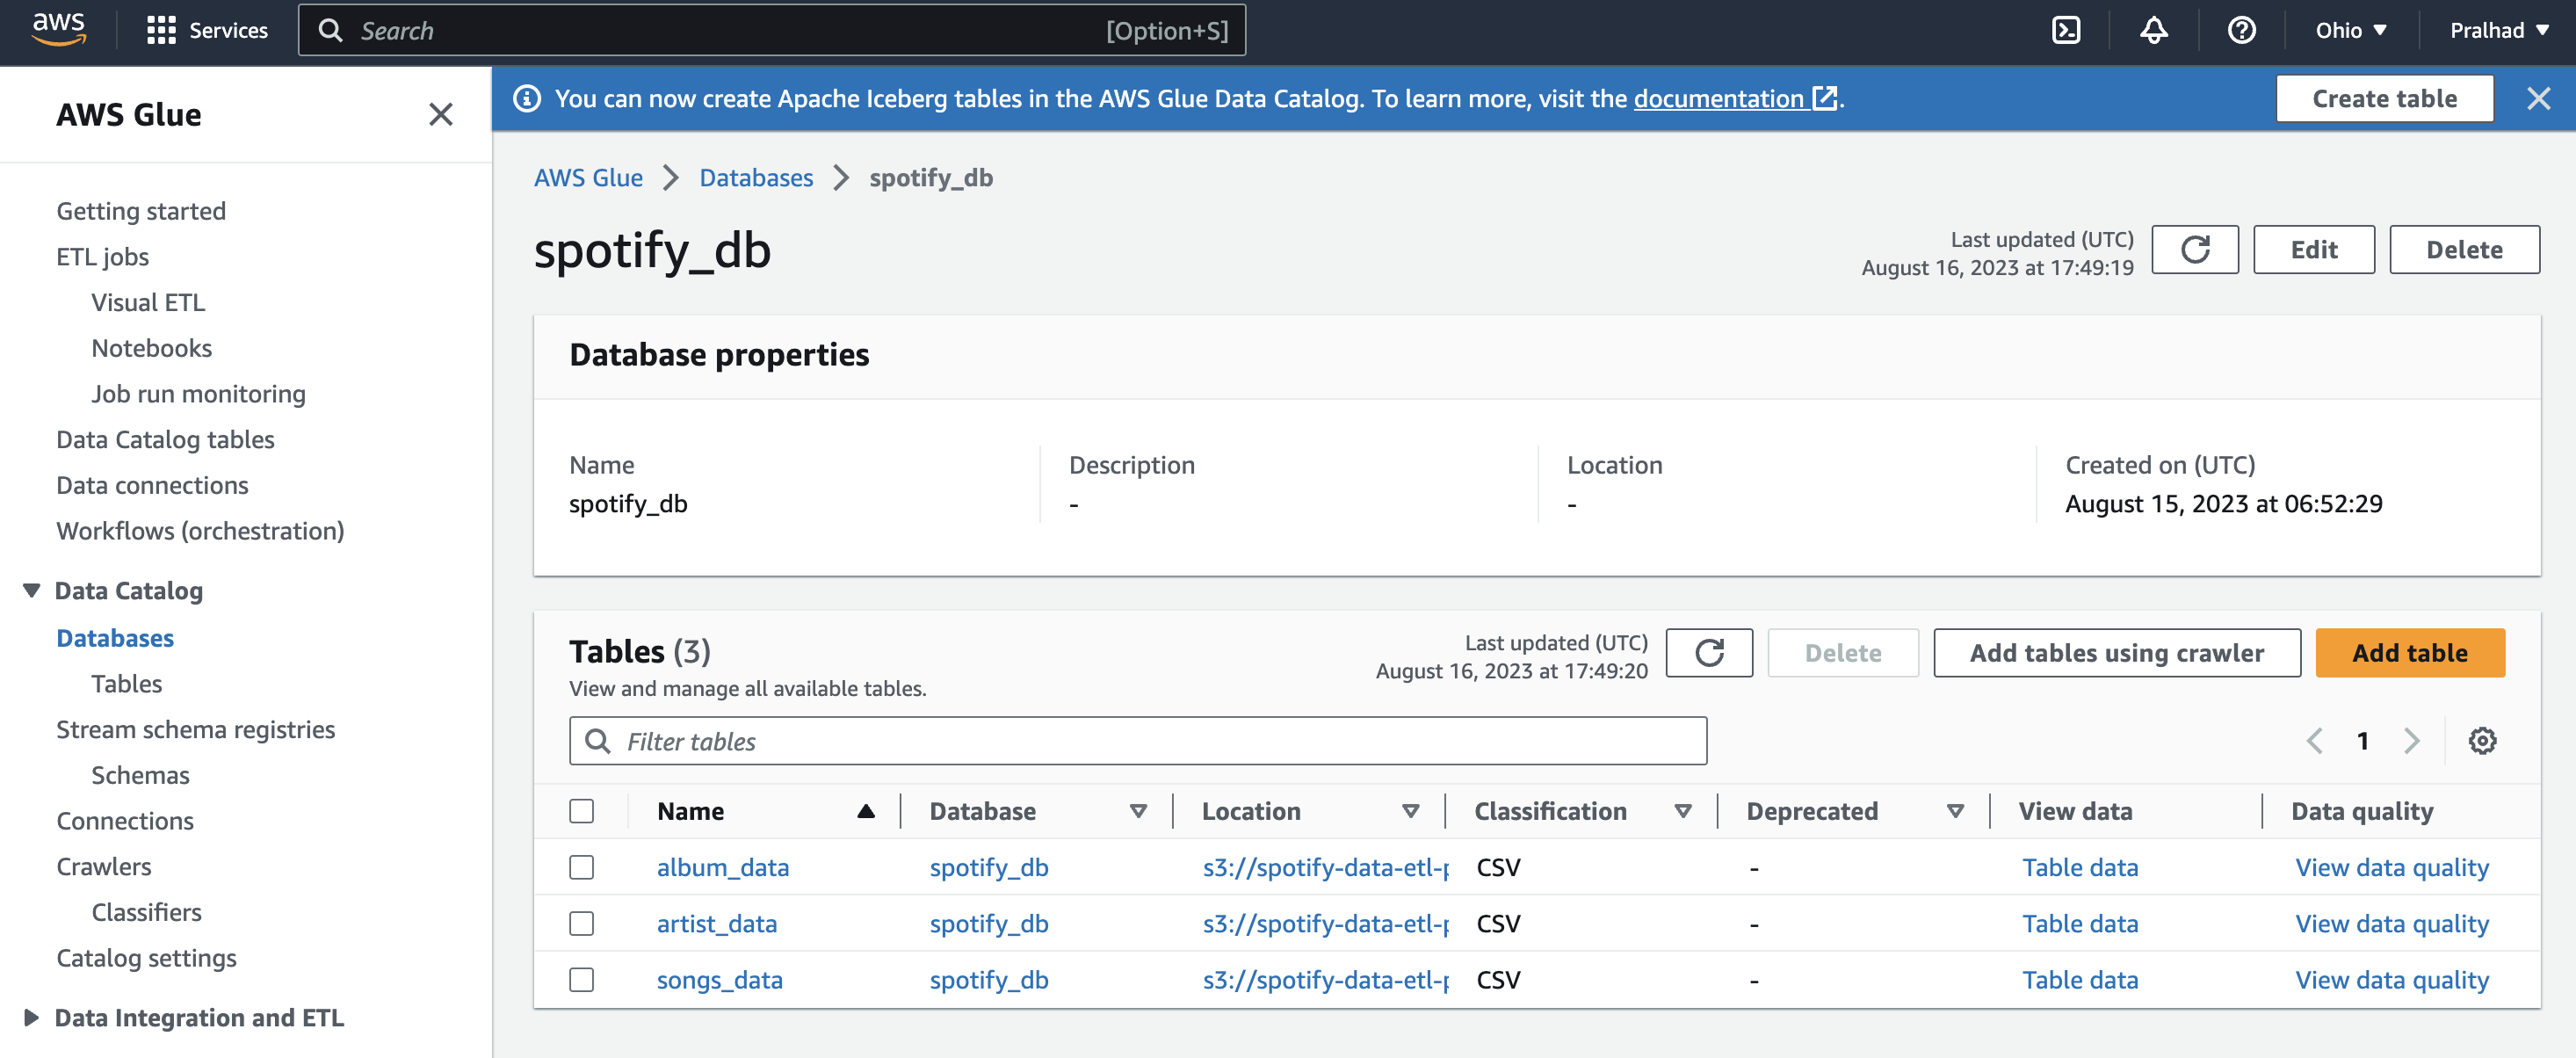 aws
Services
Search
[Option+S]
Ohio
Pralhad
AWS Glue
Getting started
ETL jobs
Visual ETL
Notebooks
Job run monitoring
Data Catalog tables
Data connections
Workflows (orchestration)
Data Catalog
Databases
Tables
Stream schema registries
Schemas
Connections
Crawlers
Classifiers
Catalog settings
Data Integration and ETL
You can now create Apache Iceberg tables in the AWS Glue Data Catalog. To learn more, visit the documentation.
Create table
AWS Glue
Databases
spotify_db
spotify_db
Last updated (UTC)
August 16, 2023 at 17:49:19
Edit
Delete
Database properties
Name
spotify_db
Description
-
Location
-
Created on (UTC)
August 15, 2023 at 06:52:29
Tables (3)
View and manage all available tables.
Last updated (UTC)
August 16, 2023 at 17:49:20
Delete
Add tables using crawler
Add table
Filter tables
1
Name Database Location Classification Deprecated View data Data quality
album_data spotify_db s3://spotify-data-etl-p CSV - Table data View data quality
artist_data spotify_db s3://spotify-data-etl-p CSV - Table data View data quality
songs_data spotify_db s3://spotify-data-etl-p CSV - Table data View data quality